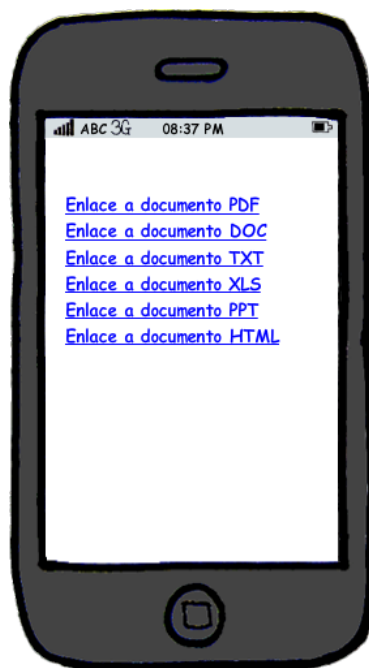 ABC 3G 08:37 PM
Enlace a documento PDF
Enlace a documento DOC
Enlace a documento TXT
Enlace a documento XLS
Enlace a documento PPT
Enlace a documento HTML